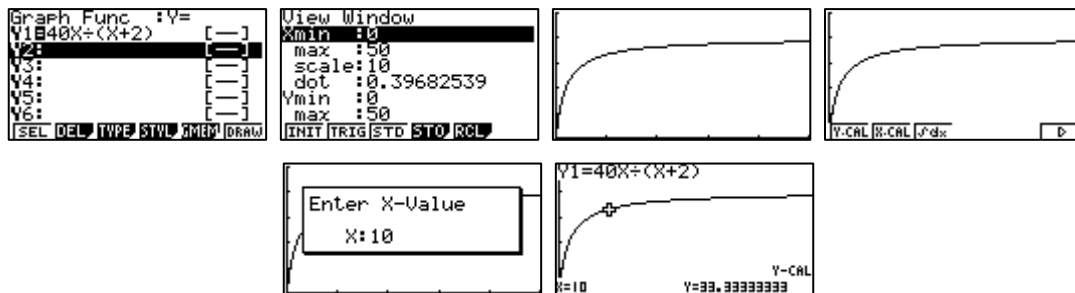 Graph Func :Y=
Y1=40X÷(X+2) [—]
Y2: [—]
Y3: [—]
Y4: [—]
Y5: [—]
Y6: [—]
SEL DEL TYPE STYL GMEM DRAW
View Window
Xmin :0
max :50
scale:10
dot :0.39682539
Ymin :0
max :50
INIT TRIG STD STO RCL
Y-CAL X-CAL ∫dx ▷
Enter X-Value
X:10
Y1=40X÷(X+2)
Y-CAL
X=10 Y=33.33333333